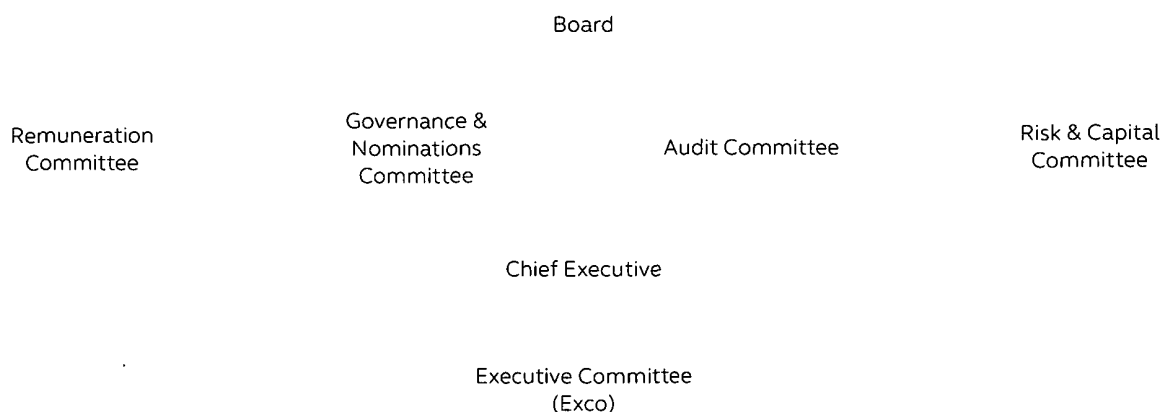 Board
Remuneration
Committee
Governance &
Nominations
Committee
Audit Committee
Risk & Capital
Committee
Chief Executive
Executive Committee
(Exco)